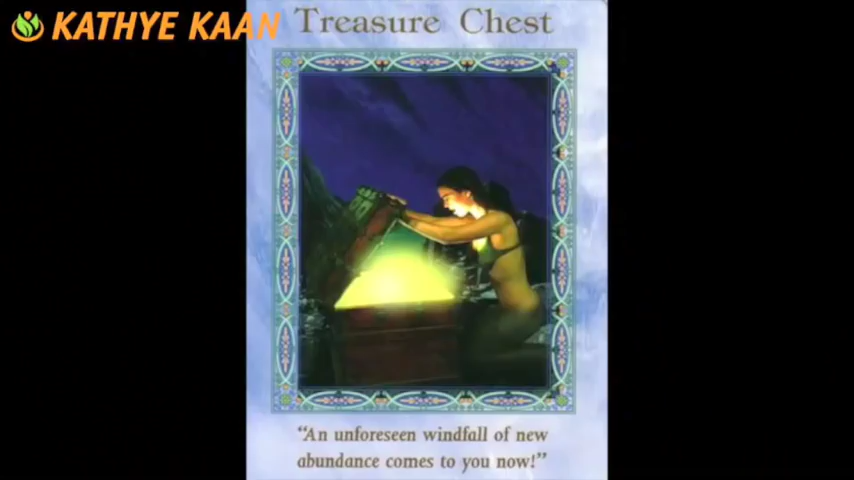 KATHYE KAAN
Treasure Chest
“An unforeseen windfall of new
abundance comes to you now!”